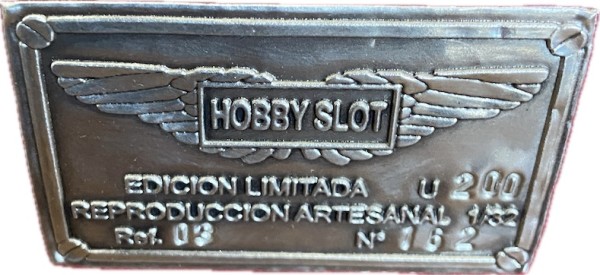 HOBBY SLOT
EDICION LIMITADA U 200
REPRODUCCION ARTESANAL 1/32
Ref. 03 Nº 162